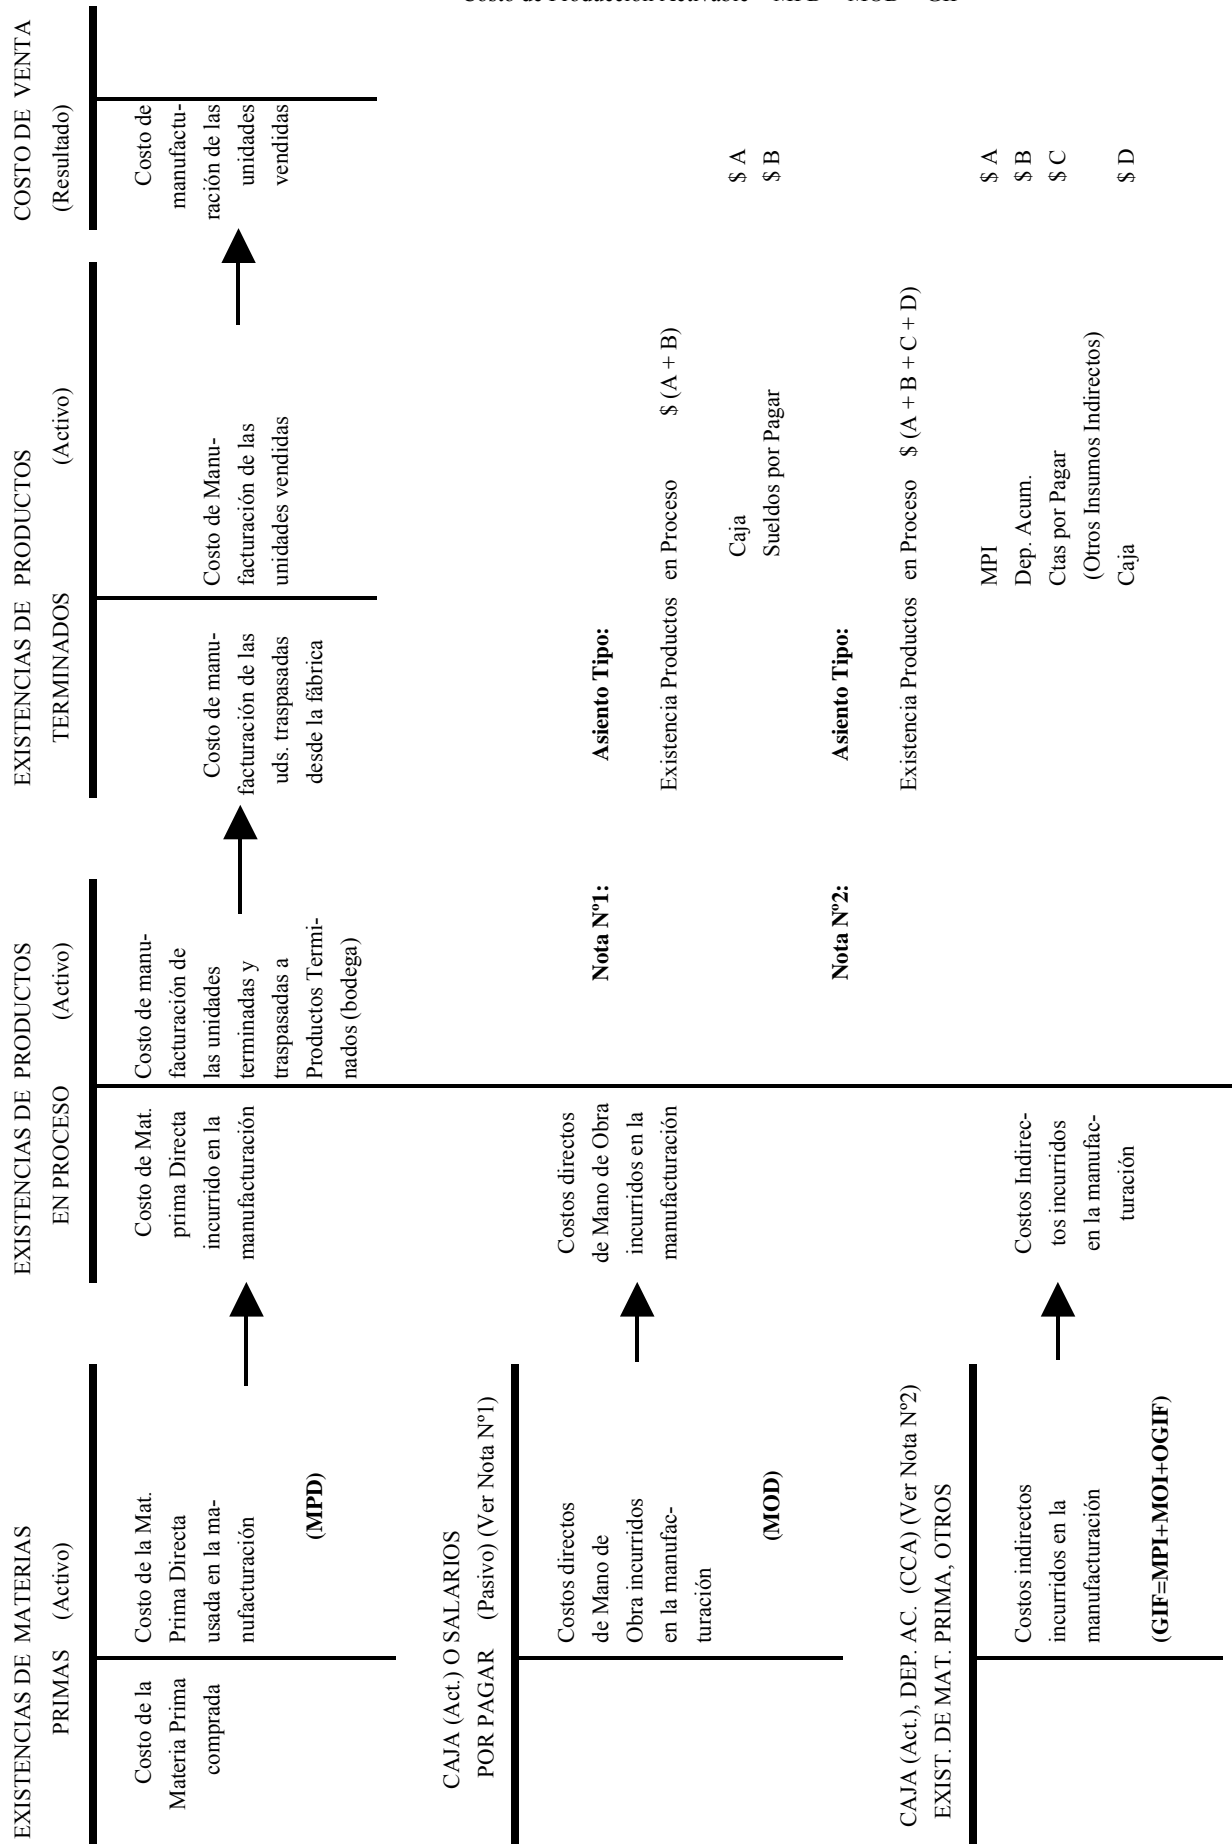 Costo de Producción Activable = MPD + MOD + GIF
EXISTENCIAS DE MATERIAS
PRIMAS (Activo)
Costo de la
Materia Prima
comprada
Costo de la Mat.
Prima Directa
usada en la ma-
nufacturación
(MPD)
EXISTENCIAS DE PRODUCTOS
EN PROCESO (Activo)
Costo de Mat.
prima Directa
incurrido en la
manufacturación
Costo de manu-
facturación de
las unidades
terminadas y
traspasadas a
Productos Termi-
nados (bodega)
EXISTENCIAS DE PRODUCTOS
TERMINADOS (Activo)
Costo de manu-
facturación de las
uds. traspasadas
desde la fábrica
Costo de Manu-
facturación de las
unidades vendidas
COSTO DE VENTA
(Resultado)
Costo de
manufactu-
ración de las
unidades
vendidas
CAJA (Act.) O SALARIOS
POR PAGAR (Pasivo) (Ver Nota Nº1)
Costos directos
de Mano de
Obra incurridos
en la manufac-
turación
(MOD)
Costos directos
de Mano de Obra
incurridos en la
manufacturación
Nota Nº1: Asiento Tipo:
Existencia Productos en Proceso $ (A + B)
Caja $ A
Sueldos por Pagar $ B
Nota Nº2: Asiento Tipo:
Existencia Productos en Proceso $ (A + B + C + D)
MPI $ A
Dep. Acum. $ B
Ctas por Pagar $ C
(Otros Insumos Indirectos)
Caja $ D
CAJA (Act.), DEP. AC. (CCA) (Ver Nota Nº2)
EXIST. DE MAT. PRIMA, OTROS
Costos indirectos
incurridos en la
manufacturación
(GIF=MPI+MOI+OGIF)
Costos Indirec-
tos incurridos
en la manufac-
turación